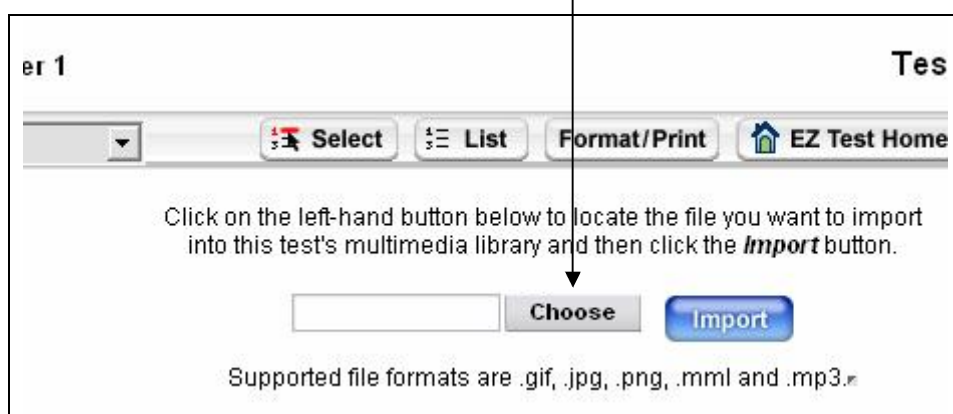 er 1 Tes
Select List Format/Print EZ Test Home
Click on the left-hand button below to locate the file you want to import
into this test's multimedia library and then click the Import button.
Choose Import
Supported file formats are .gif, .jpg, .png, .mml and .mp3.